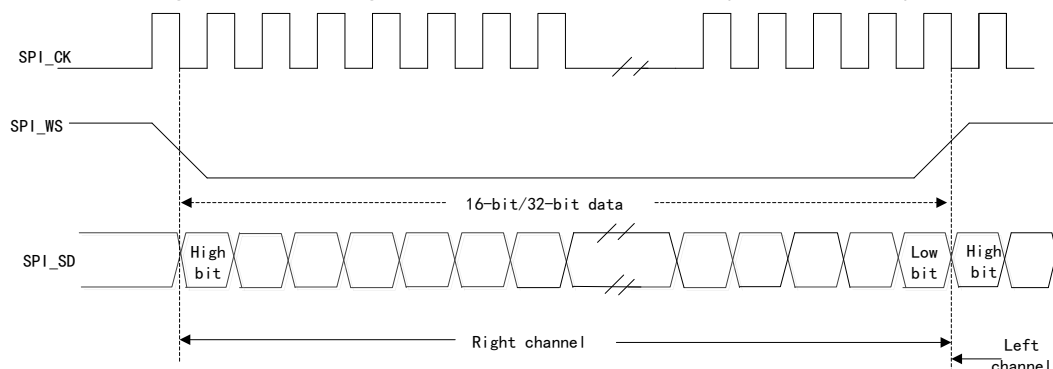 SPI_CK
SPI_WS
16-bit/32-bit data
SPI_SD
High
bit
Low
bit
High
bit
Right channel
Left
channel